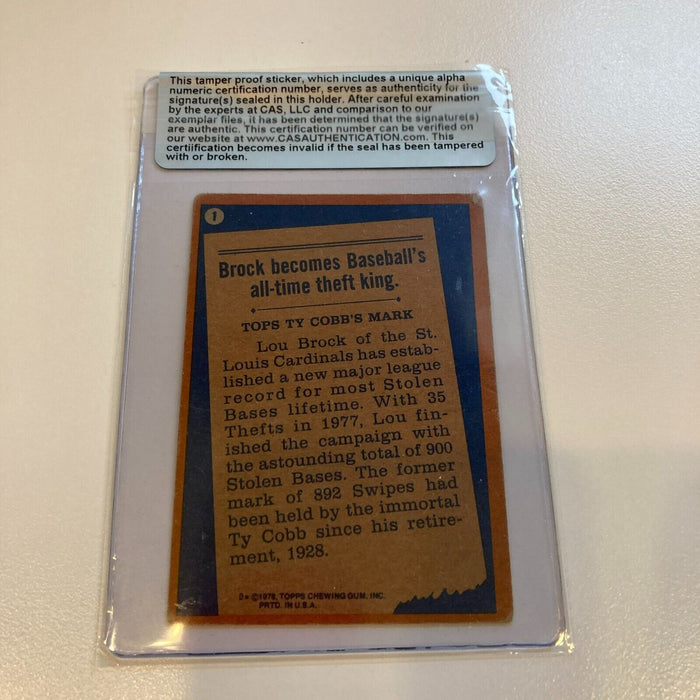 This tamper proof sticker, which includes a unique alpha
numeric certification number, serves as authenticity for the
signature(s) sealed in this holder. After careful examination
by the experts at CAS, LLC and comparison to our
exemplar files, it has been determined that the signature(s)
are authentic. This certification number can be verified on
our website at www.CASAUTHENTICATION.com. This
certiification becomes invalid if the seal has been tampered
with or broken.
1
Brock becomes Baseball's
all-time theft king.
TOPS TY COBB'S MARK
Lou Brock of the St.
Louis Cardinals has estab-
lished a new major league
record for most Stolen
Bases lifetime. With 35
Thefts in 1977, Lou fin-
ished the campaign with
the astounding total of 900
Stolen Bases. The former
mark of 892 Swipes had
been held by the immortal
Ty Cobb since his retire-
ment, 1928.
D* ©1978, TOPPS CHEWING GUM, INC.
PRTD. IN U.S.A.